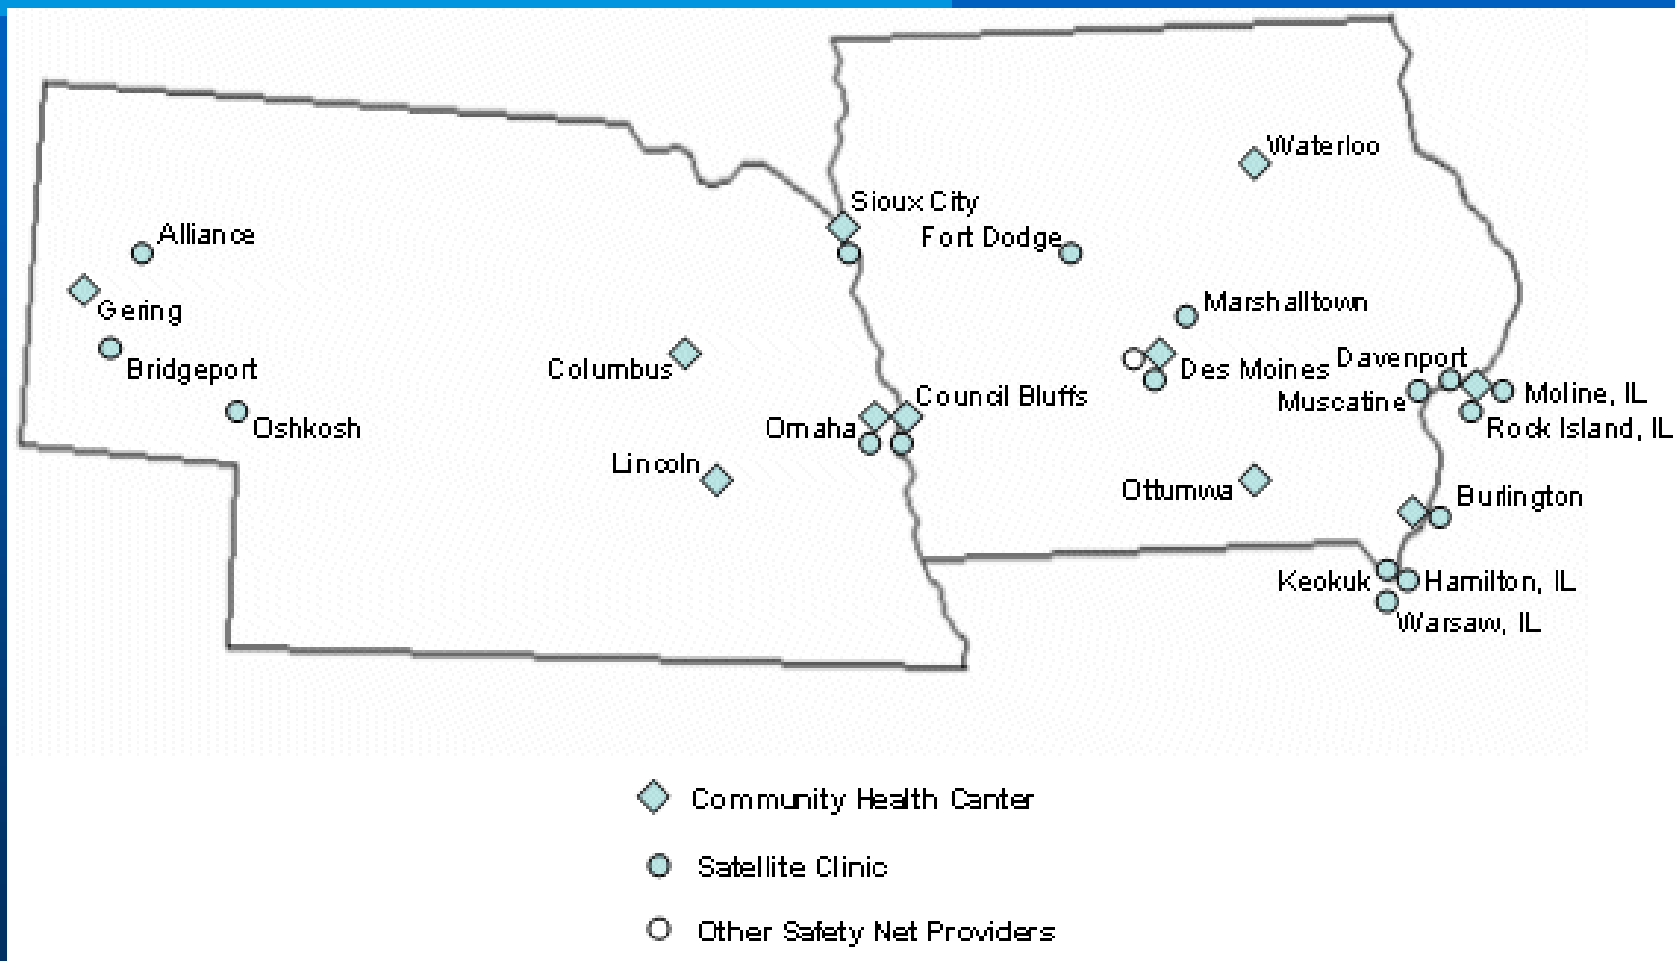 Waterloo
Sioux City
Alliance
Fort Dodge
Gering
Marshalltown
Bridgeport
Columbus
Des Moines
Davenport
Council Bluffs
Muscatine
Moline, IL
Omaha
Oshkosh
Rock Island, IL
Lincoln
Ottumwa
Burlington
Keokuk
Hamilton, IL
Warsaw, IL
Community Health Canter
Satellite Clinic
Other Safety Net Providers